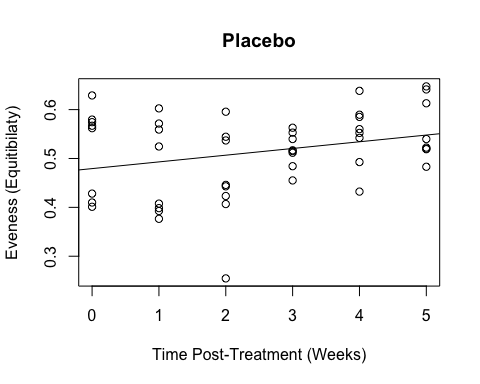 Placebo
Eveness (Equitibilaty)
0.6
0.5
0.4
0.3
0 1 2 3 4 5
Time Post-Treatment (Weeks)